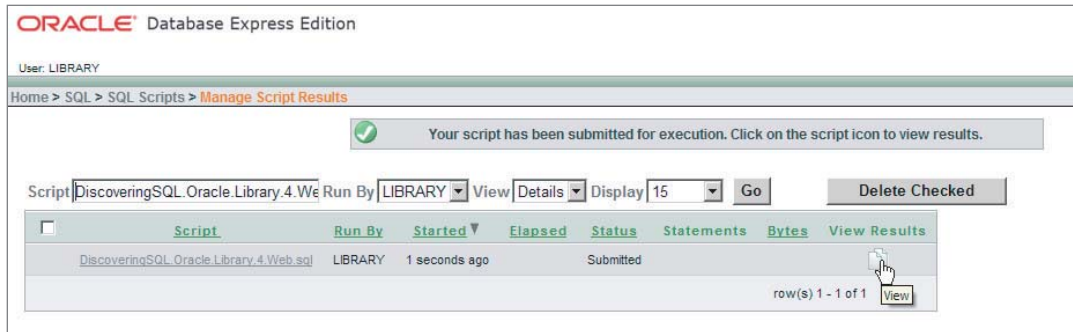 ORACLE® Database Express Edition
User: LIBRARY
Home > SQL > SQL Scripts > Manage Script Results
Your script has been submitted for execution. Click on the script icon to view results.
Script DiscoveringSQL.Oracle.Library.4.We Run By LIBRARY View Details Display 15 Go Delete Checked
Script Run By Started Elapsed Status Statements Bytes View Results
DiscoveringSQL.Oracle.Library.4.Web.sql LIBRARY 1 seconds ago Submitted
row(s) 1 - 1 of 1 View